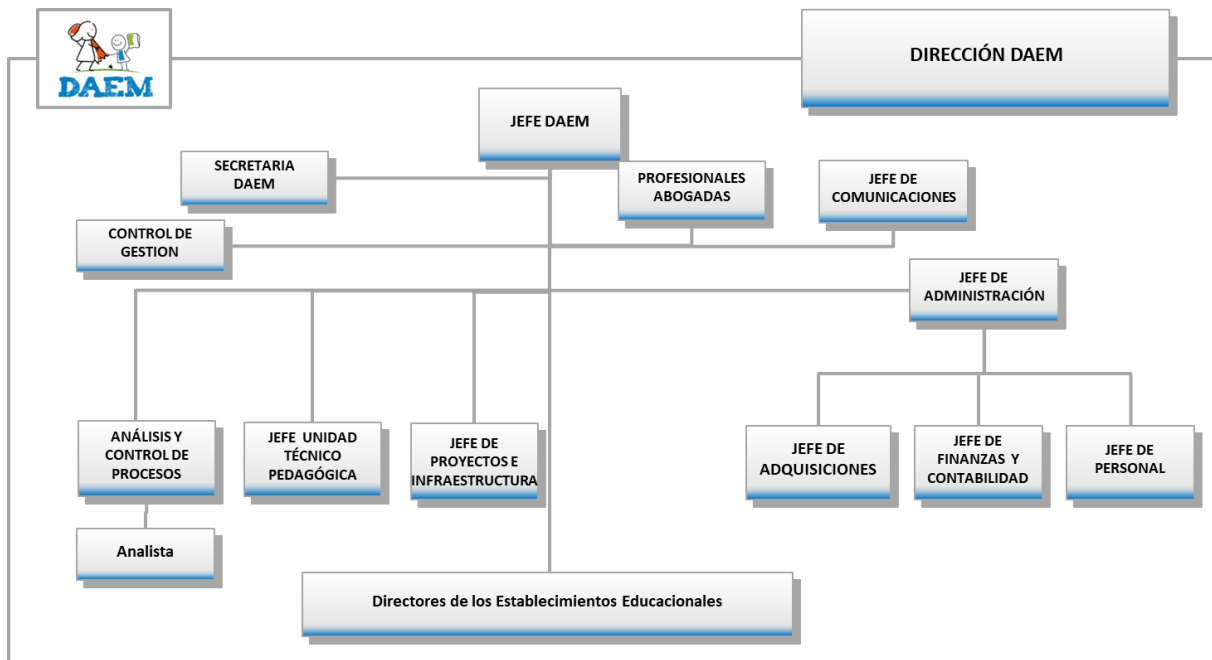 DAEM
DIRECCIÓN DAEM
JEFE DAEM
SECRETARIA
DAEM
PROFESIONALES
ABOGADAS
JEFE DE
COMUNICACIONES
CONTROL DE
GESTION
JEFE DE
ADMINISTRACIÓN
ANÁLISIS Y
CONTROL DE
PROCESOS
JEFE UNIDAD
TÉCNICO
PEDAGÓGICA
JEFE DE
PROYECTOS E
INFRAESTRUCTURA
JEFE DE
ADQUISICIONES
JEFE DE
FINANZAS Y
CONTABILIDAD
JEFE DE
PERSONAL
Analista
Directores de los Establecimientos Educacionales